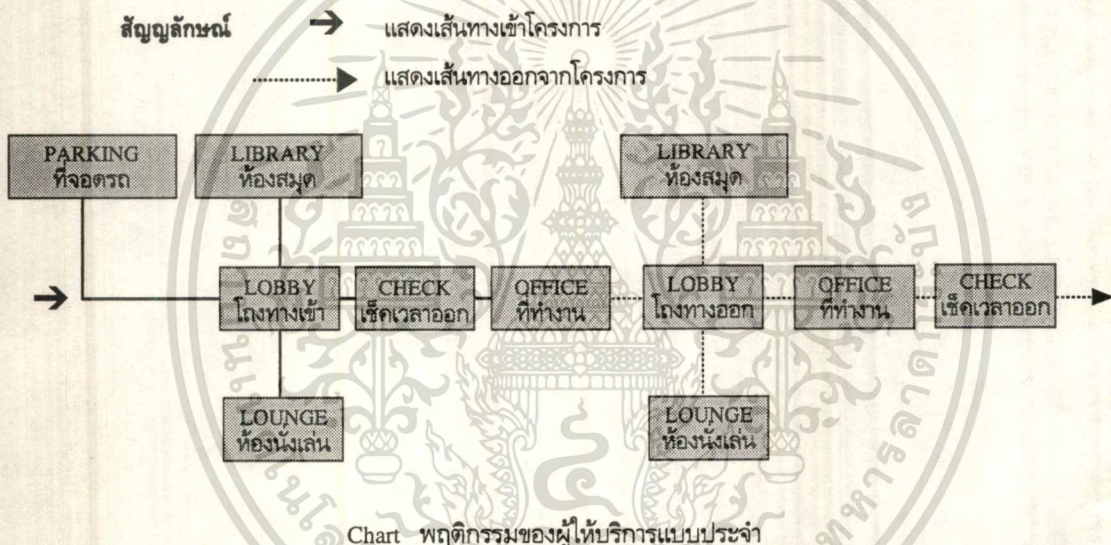 สัญญลักษณ์
แสดงเส้นทางเข้าโครงการ
แสดงเส้นทางออกจากโครงการ
PARKING
ที่จอดรถ
LIBRARY
ห้องสมุด
LIBRARY
ห้องสมุด
LOBBY
โถงทางเข้า
CHECK
เช็คเวลาออก
OFFICE
ที่ทำงาน
LOBBY
โถงทางออก
OFFICE
ที่ทำงาน
CHECK
เช็คเวลาออก
LOUNGE
ห้องนั่งเล่น
LOUNGE
ห้องนั่งเล่น
Chart พฤติกรรมของผู้ให้บริการแบบประจำ